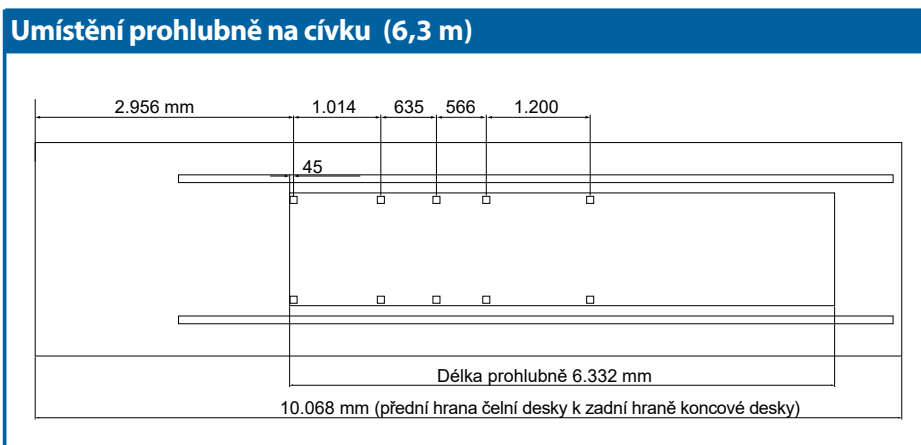 Umístění prohlubně na cívku (6,3 m)
2.956 mm 1.014 635 566 1.200
45
Délka prohlubně 6.332 mm
10.068 mm (přední hrana čelní desky k zadní hraně koncové desky)